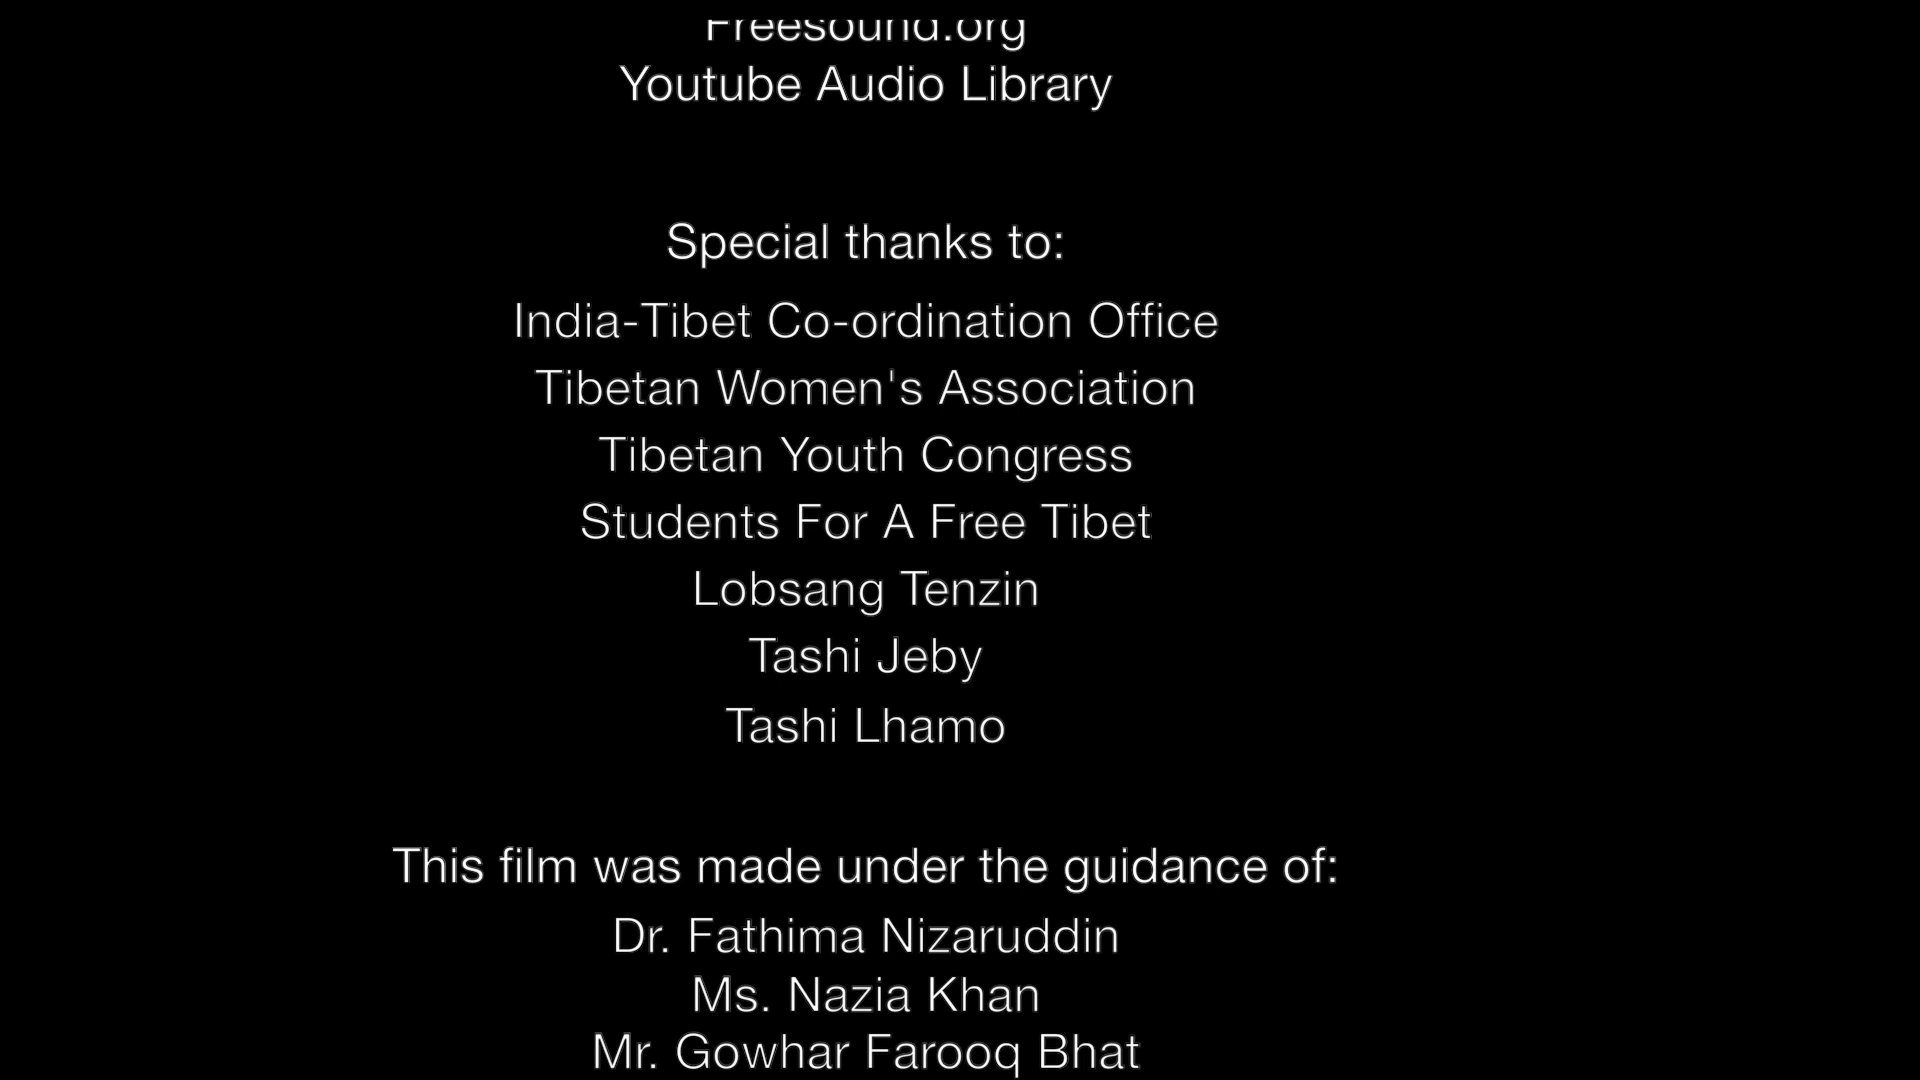 Freesound.org
Youtube Audio Library
Special thanks to:
India-Tibet Co-ordination Office
Tibetan Women's Association
Tibetan Youth Congress
Students For A Free Tibet
Lobsang Tenzin
Tashi Jeby
Tashi Lhamo
This film was made under the guidance of:
Dr. Fathima Nizaruddin
Ms. Nazia Khan
Mr. Gowhar Farooq Bhat